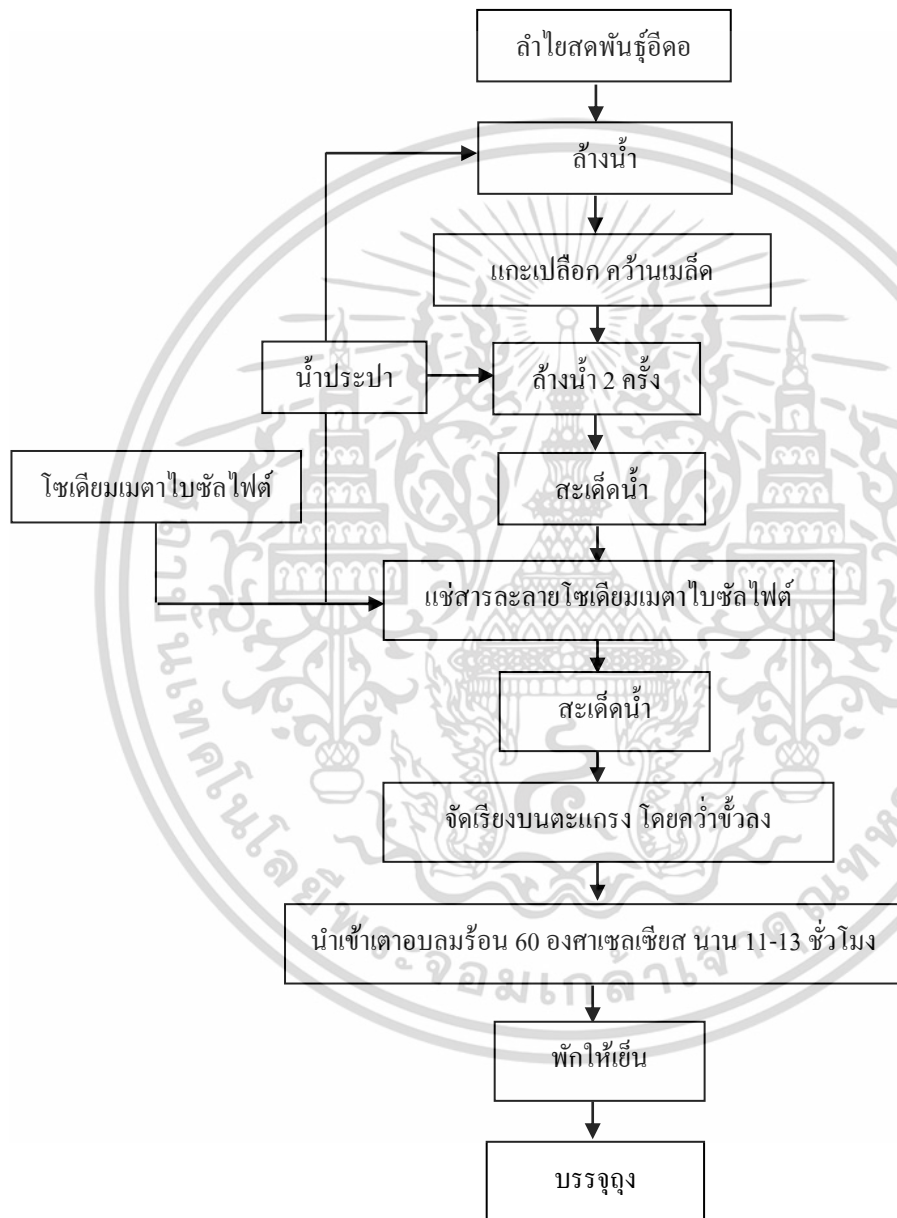 ลำไยสดพันธุ์อีดอ
ล้างน้ำ
แกะเปลือก คว้านเมล็ด
น้ำประปา
ล้างน้ำ 2 ครั้ง
โซเดียมเมตาไบซัลไฟต์
สะเด็ดน้ำ
แช่สารละลายโซเดียมเมตาไบซัลไฟต์
สะเด็ดน้ำ
จัดเรียงบนตะแกรง โดยคว่ำขั้วลง
นำเข้าเตาอบลมร้อน 60 องศาเซลเซียส นาน 11-13 ชั่วโมง
พักให้เย็น
บรรจุถุง